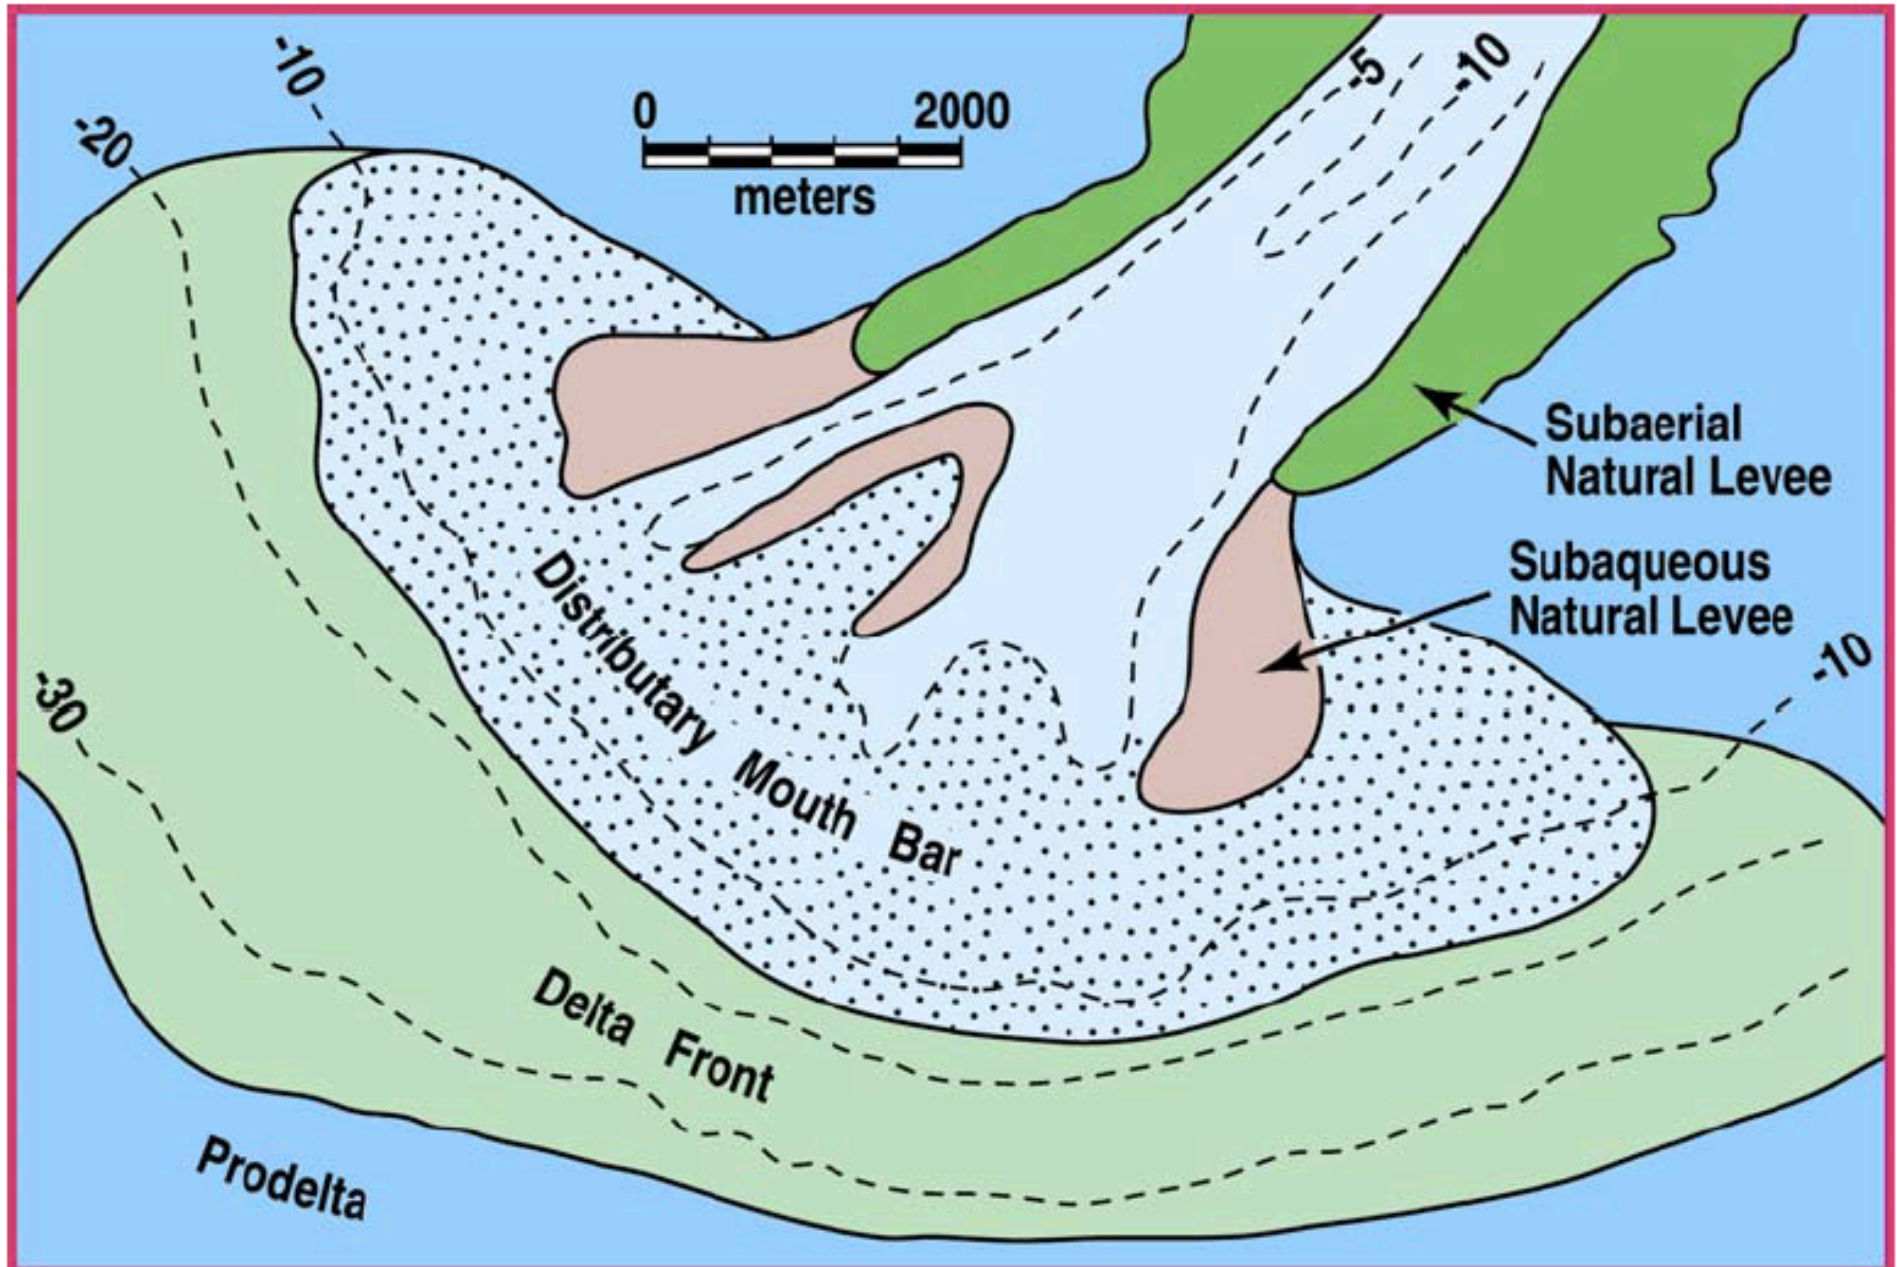 -10
-20
0 2000
meters
-5
-10
Subaerial
Natural Levee
Subaqueous
Natural Levee
-10
-30
Distributary Mouth Bar
Delta Front
Prodelta